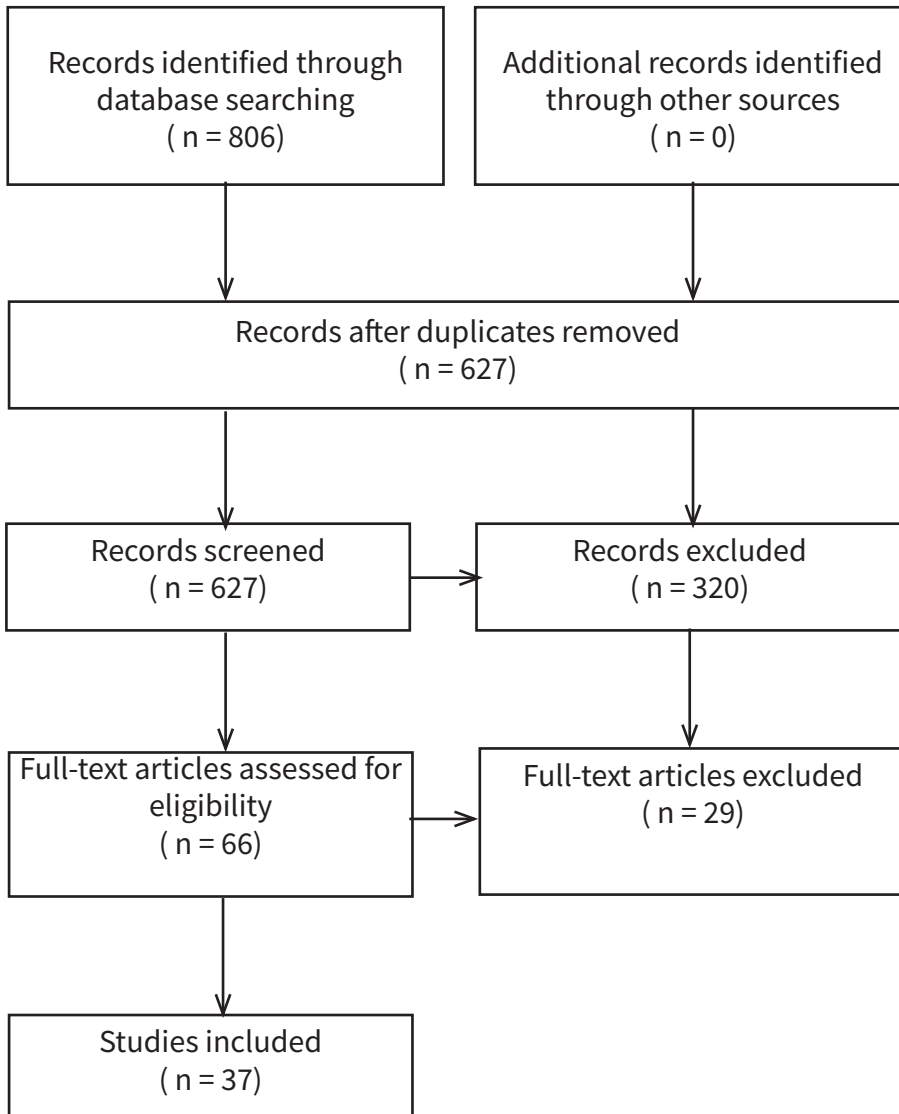 Records identified through
database searching
( n = 806)
Additional records identified
through other sources
( n = 0)
Records after duplicates removed
( n = 627)
Records screened
( n = 627)
Records excluded
( n = 320)
Full-text articles assessed for
eligibility
( n = 66)
Full-text articles excluded
( n = 29)
Studies included
( n = 37)